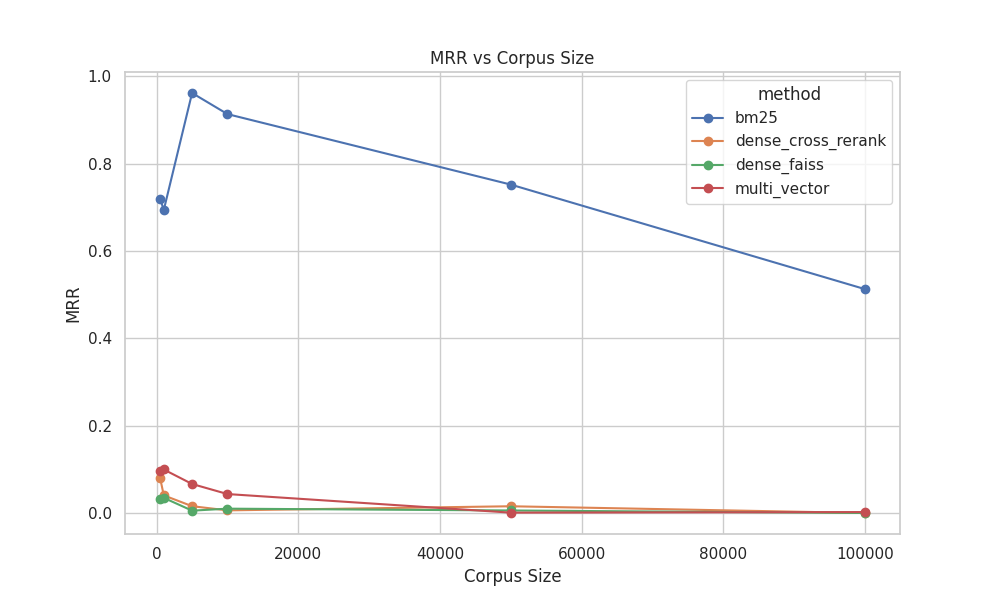 MRR vs Corpus Size
1.0
0.8
0.6
0.4
0.2
0.0
MRR
method
bm25
dense_cross_rerank
dense_faiss
multi_vector
0 20000 40000 60000 80000 100000
Corpus Size